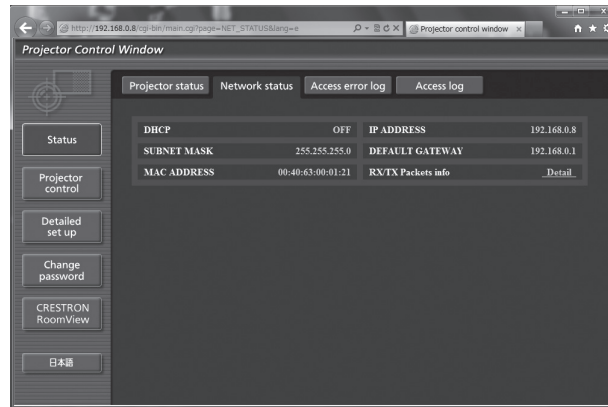 http://192.168.0.8/cgi-bin/main.cgi?page=NET_STATUS&lang=e
Projector control window
Projector Control Window
Projector status Network status Access error log Access log
Status
Projector control
Detailed set up
Change password
CRESTRON RoomView
日本語
DHCP OFF IP ADDRESS 192.168.0.8
SUBNET MASK 255.255.255.0 DEFAULT GATEWAY 192.168.0.1
MAC ADDRESS 00:40:63:00:01:21 RX/TX Packets info Detail